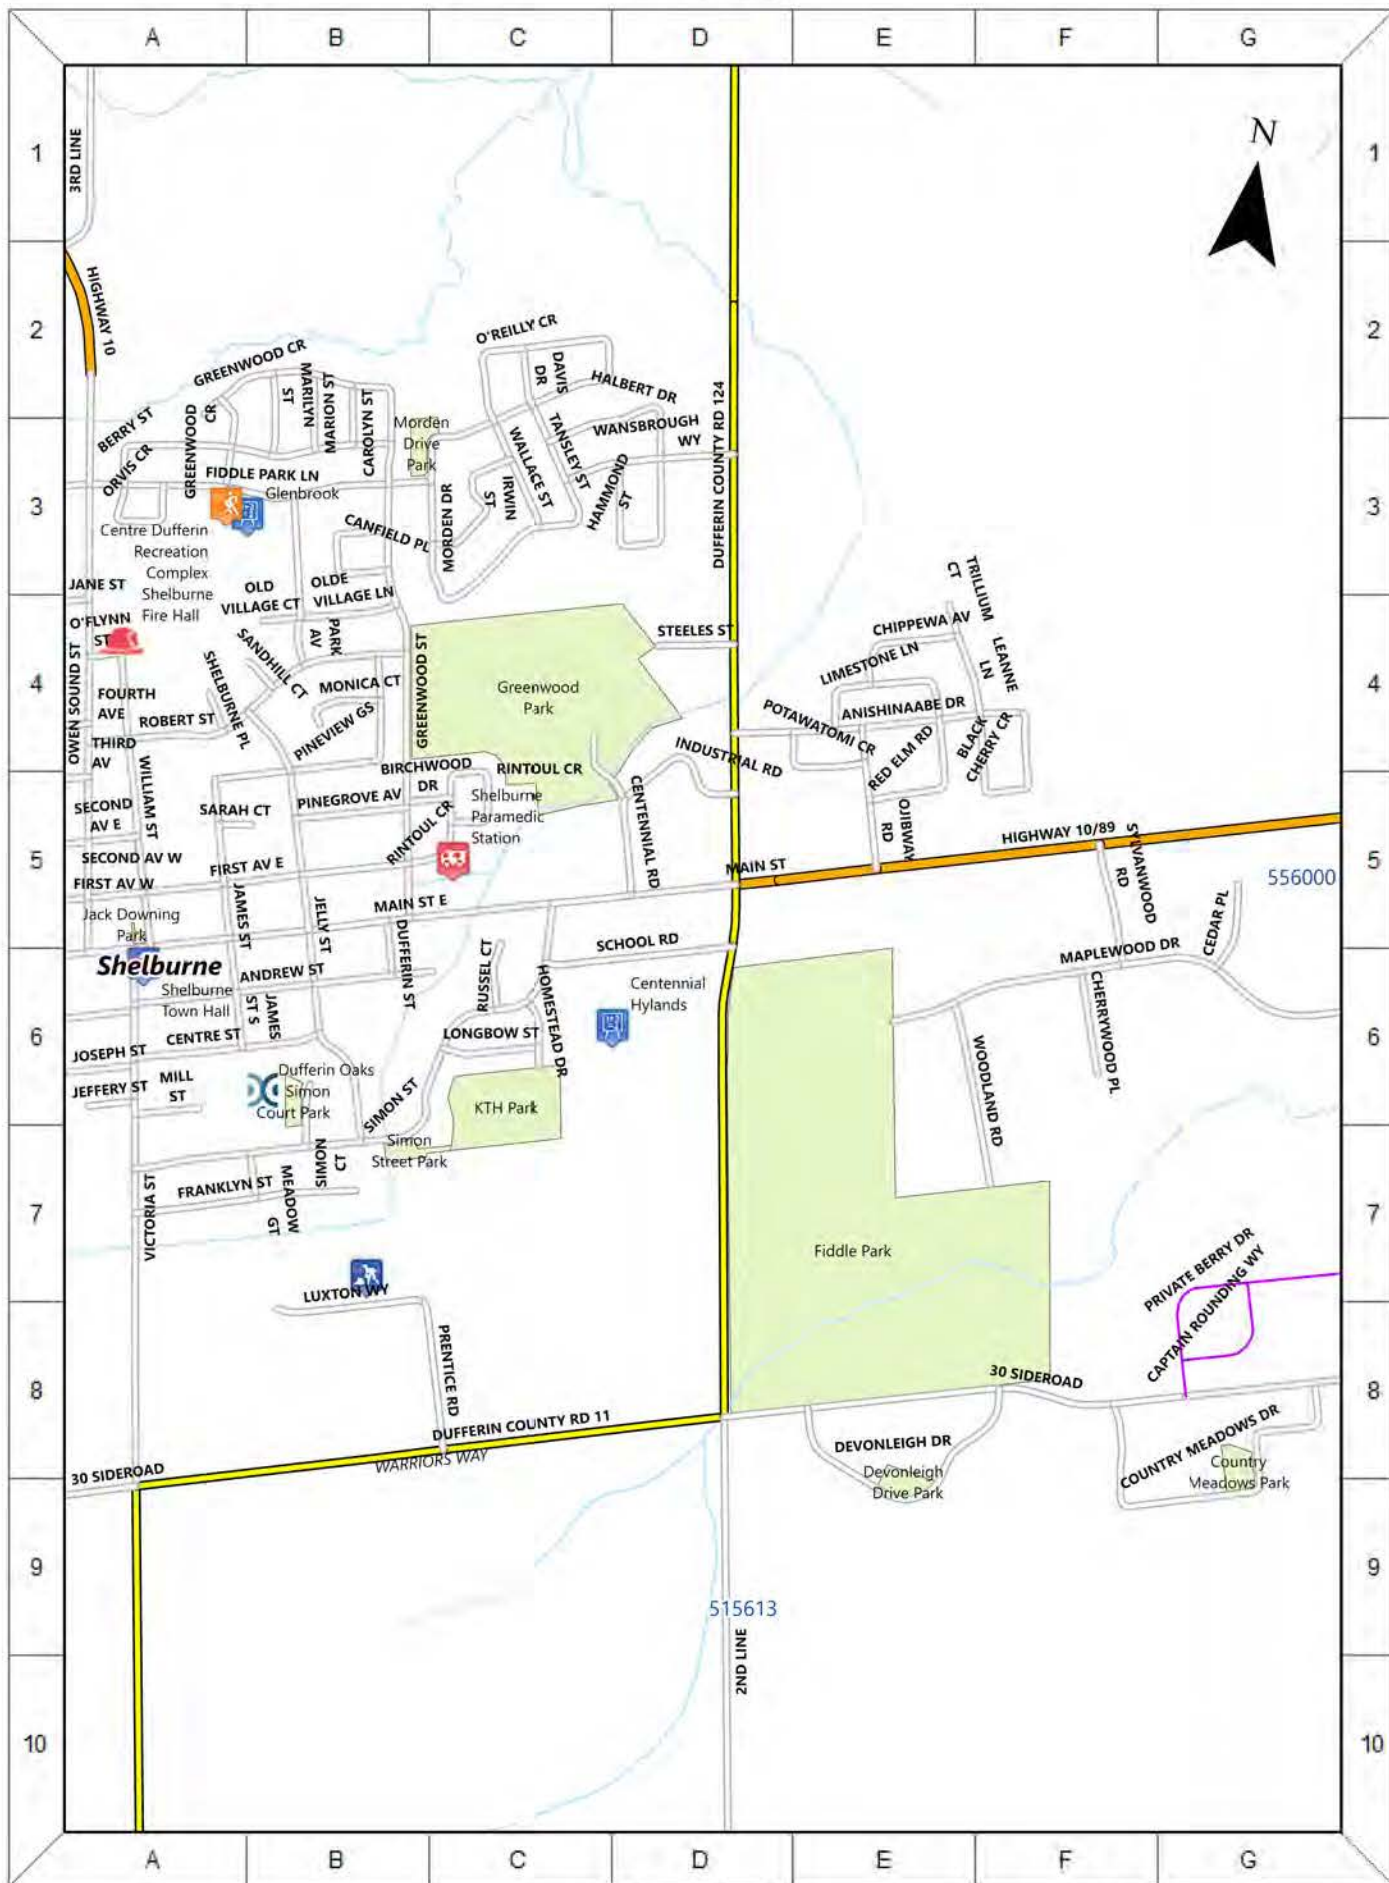 A B C D E F G
N
1 1
3RD LINE
HIGHWAY 10
2 2
O'REILLY CR
GREENWOOD CR
DAVIS
DR
HALBERT DR
MARILYN
ST
MARION ST
CAROLYN ST
DUFFERIN COUNTY RD 124
BERRY ST
GREENWOOD
CR
Morden
Drive
Park
WANSBROUGH
WY
TANSLEY ST
WALLACE ST
ORVIS CR
FIDDLE PARK LN
Glenbrook
IRWIN
ST
HAMMOND
ST
3 3
MORDEN DR
CANFIELD PL
Centre Dufferin
Recreation
Complex
Shelburne
Fire Hall
JANE ST
OLD
VILLAGE CT
OLDE
VILLAGE LN
TRILLIUM
CT
O'FLYNN
ST
PARK
AV
STEELES ST
CHIPPEWA AV
SANDHILL CT
SHELBURNE PL
GREENWOOD ST
LIMESTONE LN
LEANNE
LN
4 4
OWEN SOUND ST
FOURTH
AVE
MONICA CT
Greenwood
Park
ANISHINAABE DR
ROBERT ST
PINEVIEW GS
POTAWATOMI CR
BLACK
CHERRY CR
THIRD
AV
INDUSTRIAL RD
RED ELM RD
WILLIAM ST
BIRCHWOOD
DR
RINTOUL CR
SECOND
AV E
SARAH CT
PINEGROVE AV
RINTOUL CR
Shelburne
Paramedic
Station
CENTENNIAL RD
OJIBWAY
RD
HIGHWAY 10/89
SYLVANWOOD
RD
5 5
SECOND AV W
FIRST AV E
MAIN ST
556000
FIRST AV W
JAMES ST
JELLY ST
MAIN ST E
Jack Downing
Park
DUFFERIN ST
SCHOOL RD
CEDAR PL
MAPLEWOOD DR
Shelburne
ANDREW ST
RUSSEL CT
HOMESTEAD DR
Centennial
Hylands
CHERRYWOOD PL
Shelburne
Town Hall
JAMES
ST S
6 6
CENTRE ST
LONGBOW ST
WOODLAND RD
JOSEPH ST
JEFFERY ST
MILL
ST
Dufferin Oaks
Simon
Court Park
SIMON ST
KTH Park
Simon
Street Park
SIMON
CT
FRANKLYN ST
MEADOW
GT
VICTORIA ST
7 7
Fiddle Park
PRIVATE BERRY DR
CAPTAIN ROUNDING WY
LUXTON WY
PRENTICE RD
8 8
30 SIDEROAD
DUFFERIN COUNTY RD 11
WARRIORS WAY
DEVONLEIGH DR
COUNTRY MEADOWS DR
30 SIDEROAD
Devonleigh
Drive Park
Country
Meadows Park
9 9
515613
2ND LINE
10 10
A B C D E F G